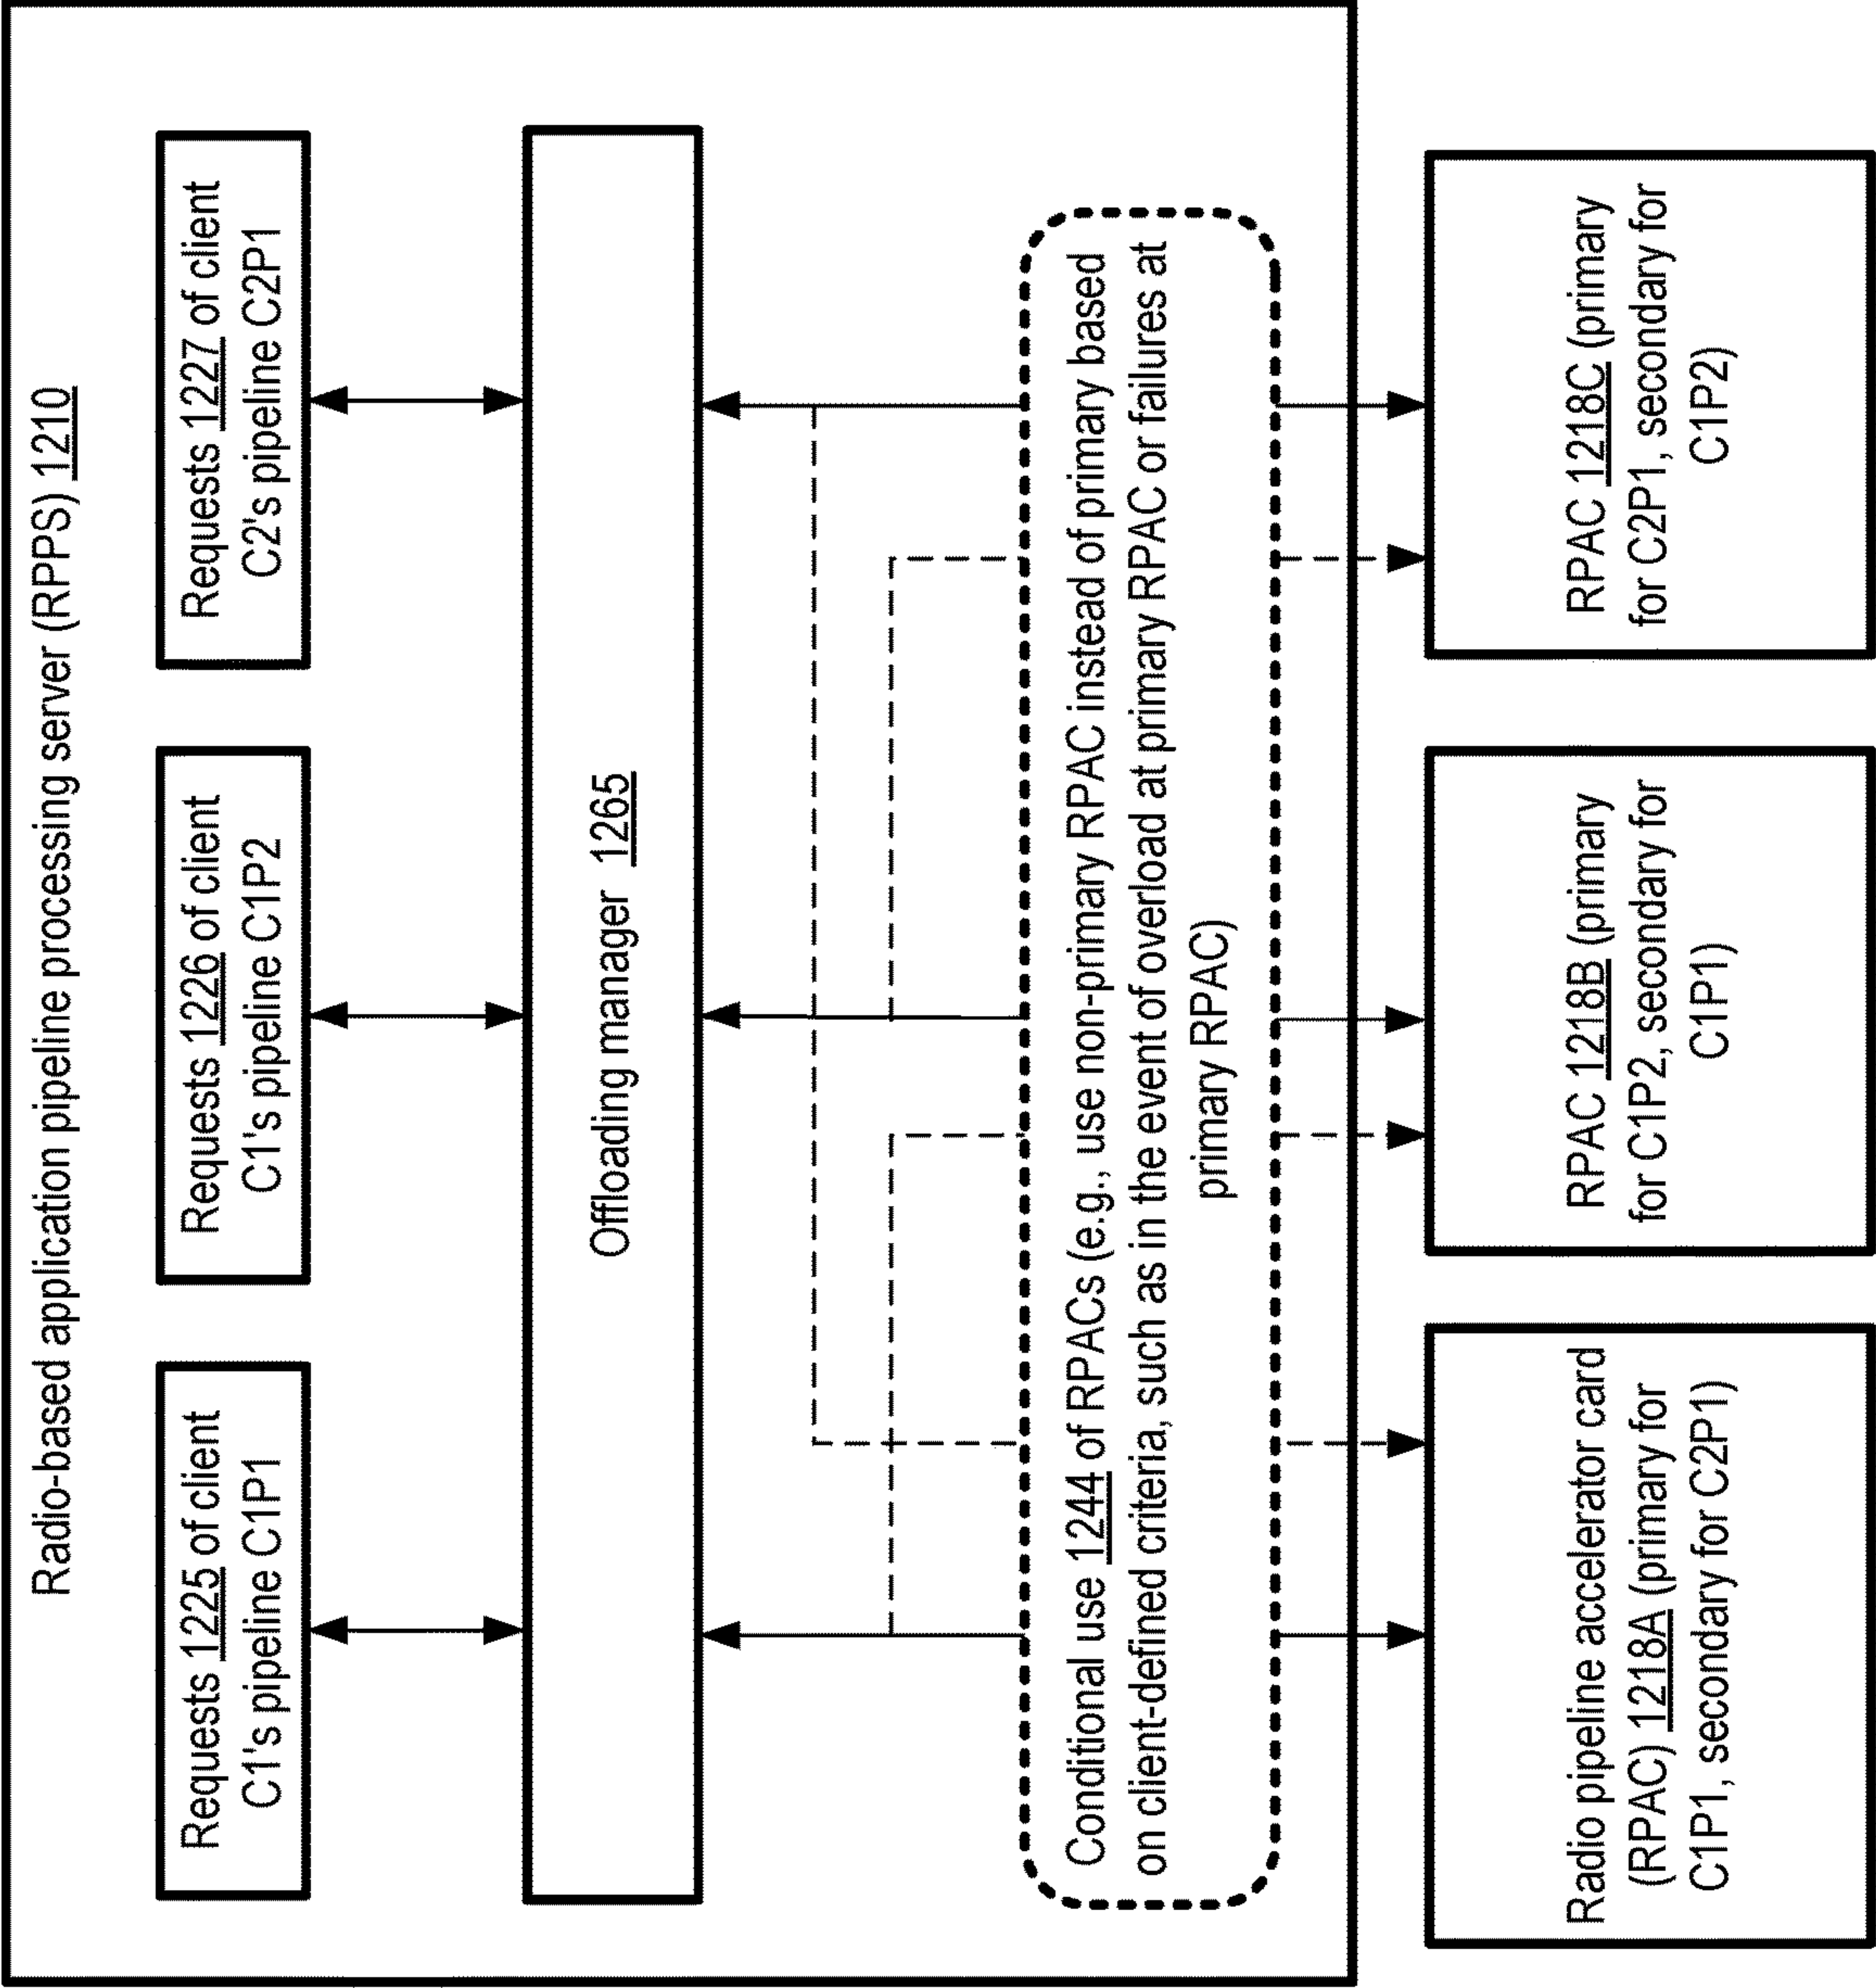 Radio-based application pipeline processing server (RPPS) 1210
Requests 1225 of client
C1's pipeline C1P1
Requests 1226 of client
C1's pipeline C1P2
Requests 1227 of client
C2's pipeline C2P1
Offloading manager 1265
Conditional use 1244 of RPACs (e.g., use non-primary RPAC instead of primary based
on client-defined criteria, such as in the event of overload at primary RPAC or failures at
primary RPAC)
Radio pipeline accelerator card
(RPAC) 1218A (primary for
C1P1, secondary for C2P1)
RPAC 1218B (primary
for C1P2, secondary for
C1P1)
RPAC 1218C (primary
for C2P1, secondary for
C1P2)